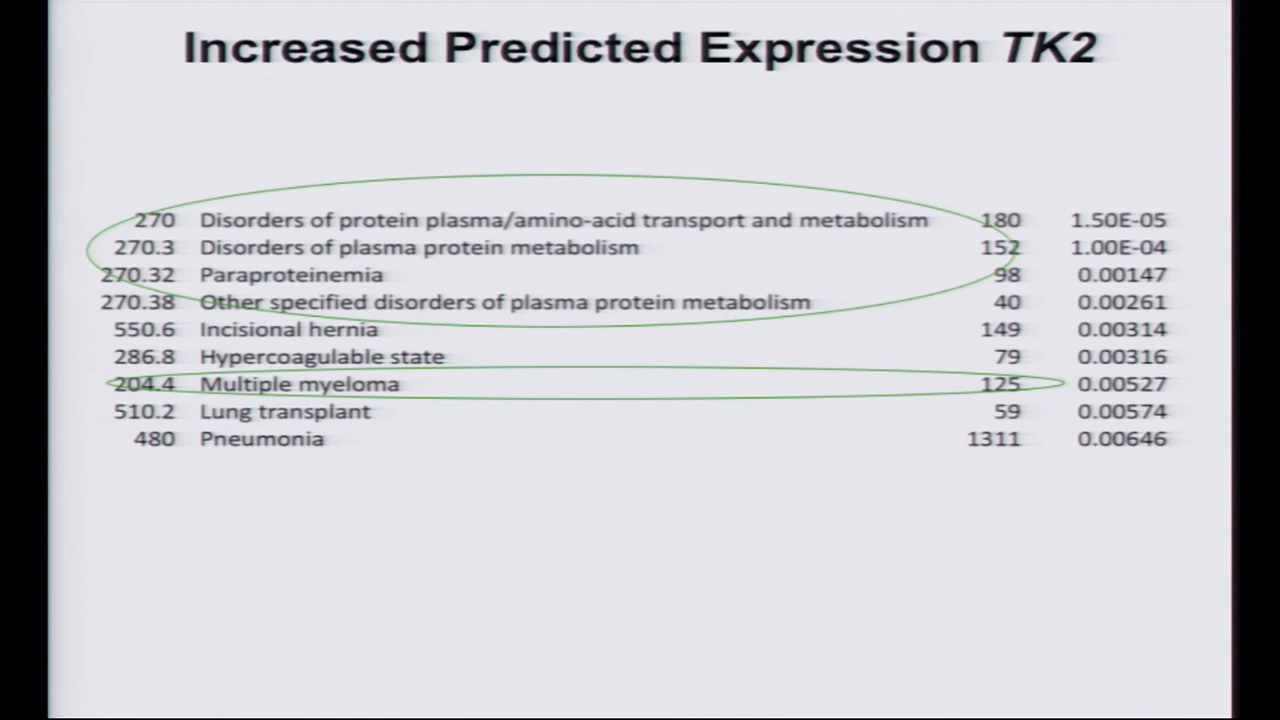 Increased Predicted Expression TK2
270 Disorders of protein plasma/amino-acid transport and metabolism 180 1.50E-05
270.3 Disorders of plasma protein metabolism 152 1.00E-04
270.32 Paraproteinemia 98 0.00147
270.38 Other specified disorders of plasma protein metabolism 40 0.00261
550.6 Incisional hernia 149 0.00314
286.8 Hypercoagulable state 79 0.00316
204.4 Multiple myeloma 125 0.00527
510.2 Lung transplant 59 0.00574
480 Pneumonia 1311 0.00646